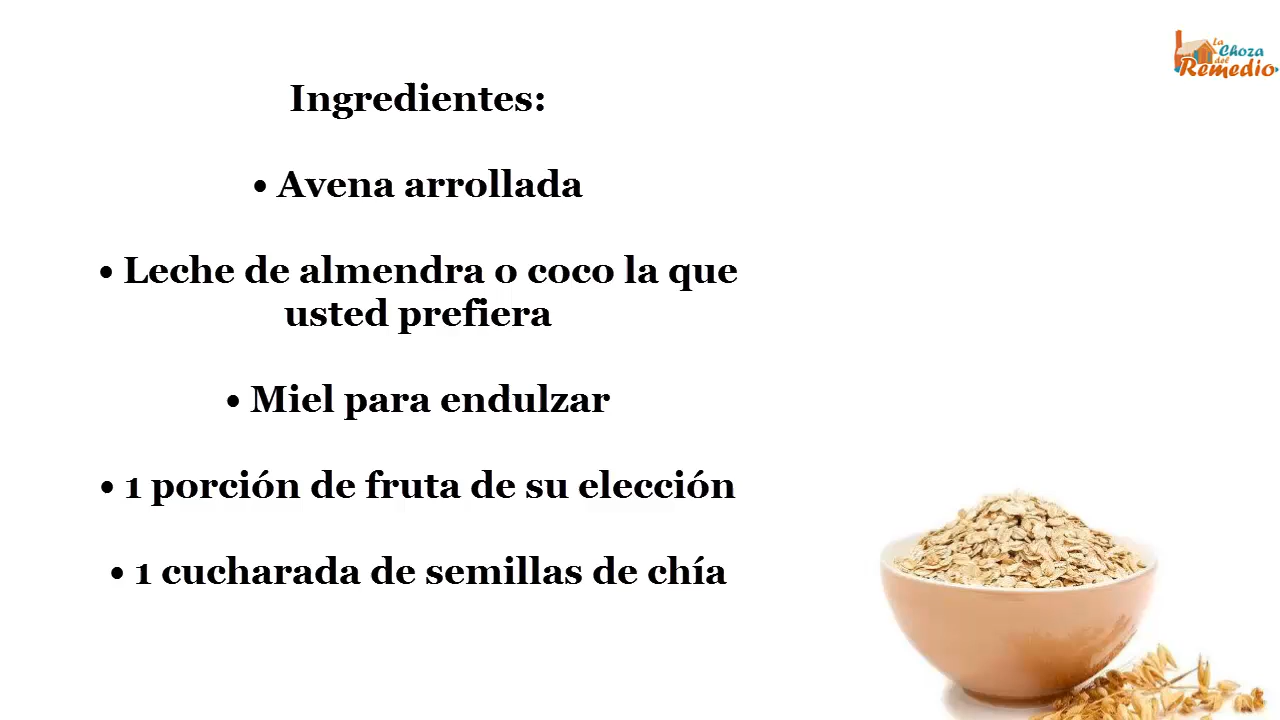 La
Choza
del
Remedio
Ingredientes:
• Avena arrollada
• Leche de almendra o coco la que
usted prefiera
• Miel para endulzar
• 1 porción de fruta de su elección
• 1 cucharada de semillas de chía